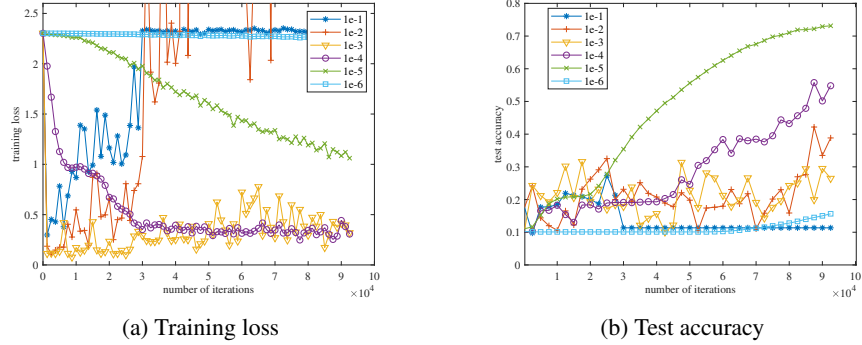 2.5
2
1.5
1
0.5
0
training loss
0 1 2 3 4 5 6 7 8 9 10
number of iterations
×10^4
1e-1
1e-2
1e-3
1e-4
1e-5
1e-6
(a) Training loss
0.8
0.7
0.6
0.5
0.4
0.3
0.2
0.1
0
test accuracy
1 2 3 4 5 6 7 8 9 10
number of iterations
×10^4
1e-1
1e-2
1e-3
1e-4
1e-5
1e-6
(b) Test accuracy